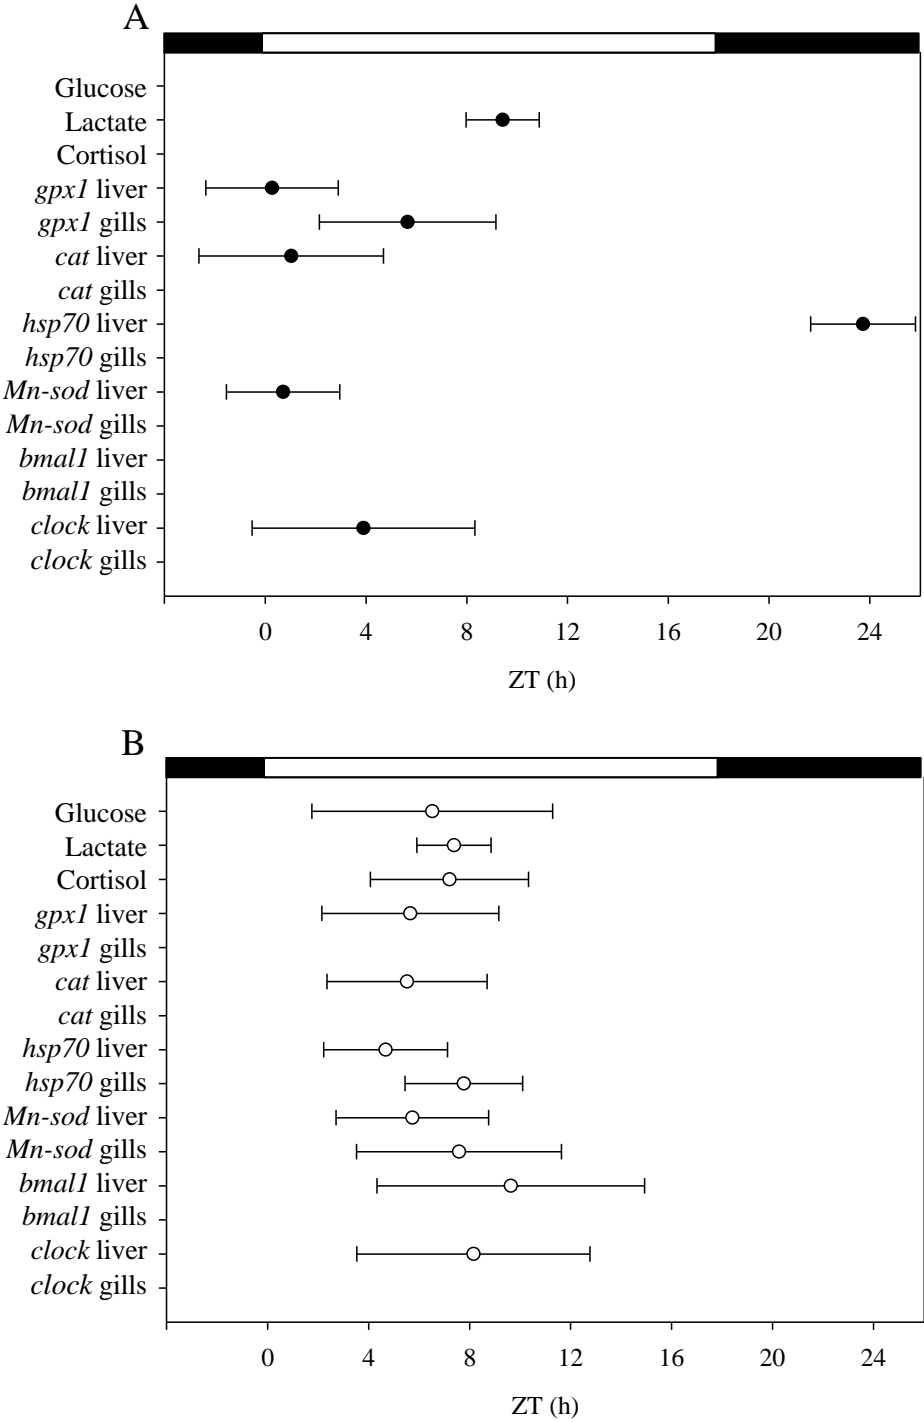 A
Glucose
Lactate
Cortisol
gpx1 liver
gpx1 gills
cat liver
cat gills
hsp70 liver
hsp70 gills
Mn-sod liver
Mn-sod gills
bmal1 liver
bmal1 gills
clock liver
clock gills
0 4 8 12 16 20 24
ZT (h)
B
Glucose
Lactate
Cortisol
gpx1 liver
gpx1 gills
cat liver
cat gills
hsp70 liver
hsp70 gills
Mn-sod liver
Mn-sod gills
bmal1 liver
bmal1 gills
clock liver
clock gills
0 4 8 12 16 20 24
ZT (h)